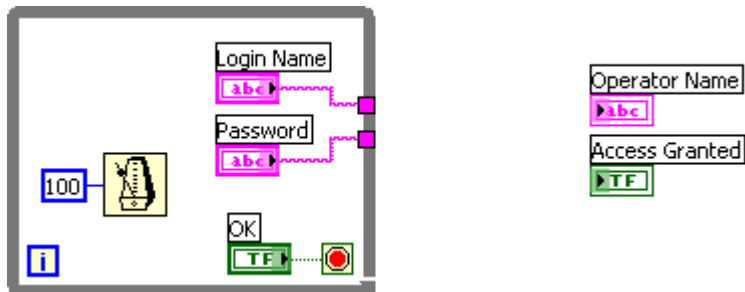 Login Name
abc
Password
abc
100
OK
TF
i
Operator Name
abc
Access Granted
TF